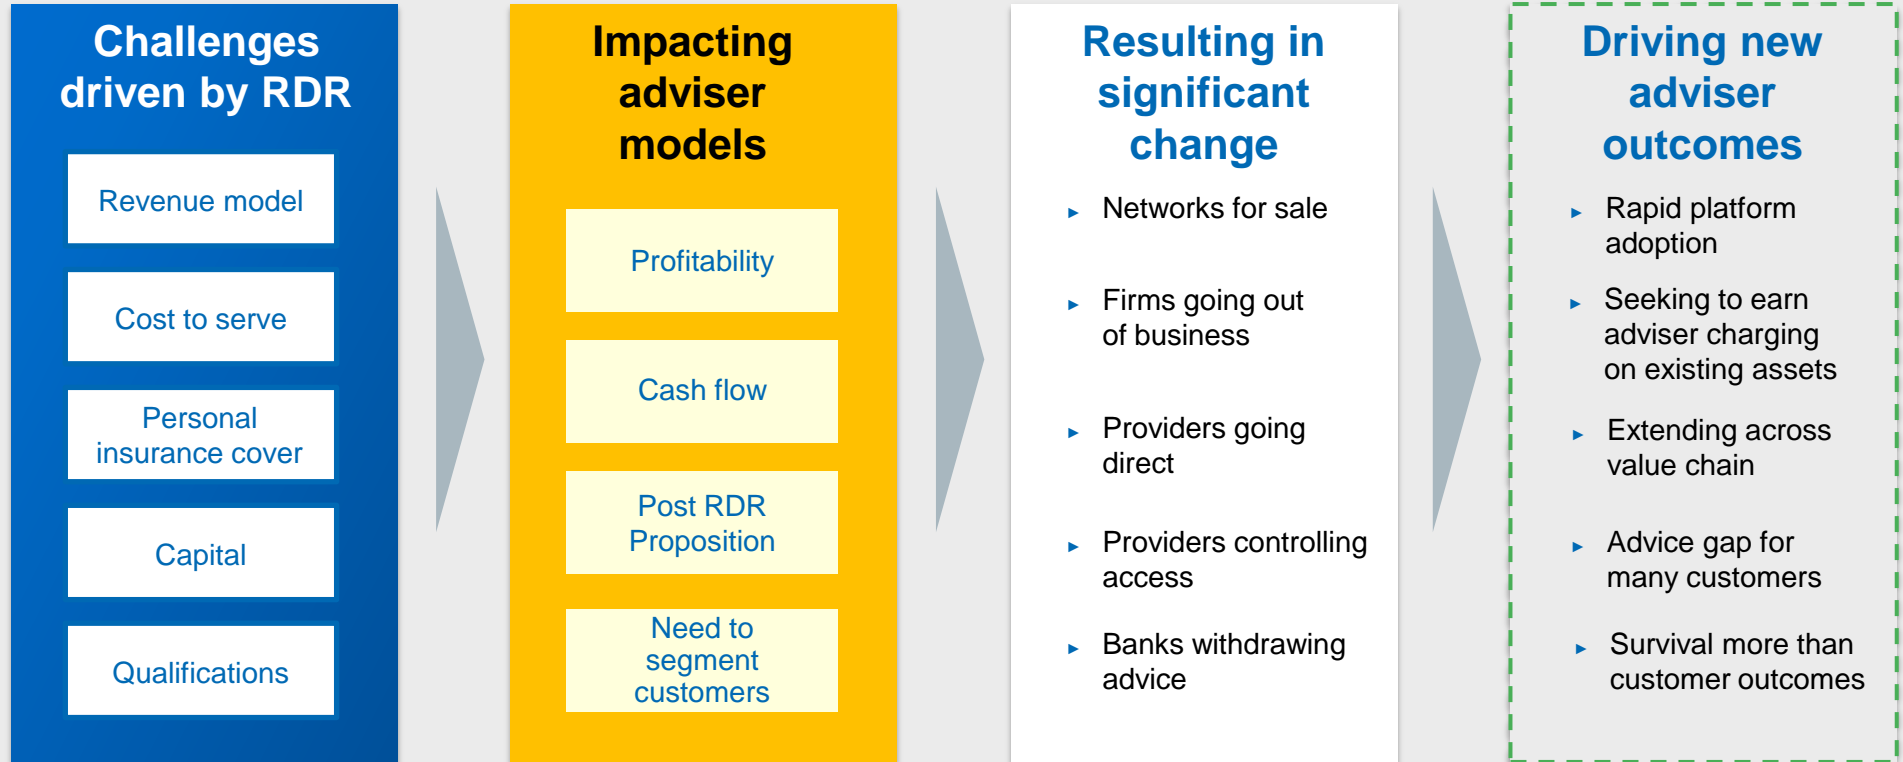 Challenges
driven by RDR
Revenue model
Cost to serve
Personal
insurance cover
Capital
Qualifications
Impacting
adviser
models
Profitability
Cash flow
Post RDR
Proposition
Need to
segment
customers
Resulting in
significant
change
Networks for sale
Firms going out
of business
Providers going
direct
Providers controlling
access
Banks withdrawing
advice
Driving new
adviser
outcomes
Rapid platform
adoption
Seeking to earn
adviser charging
on existing assets
Extending across
value chain
Advice gap for
many customers
Survival more than
customer outcomes